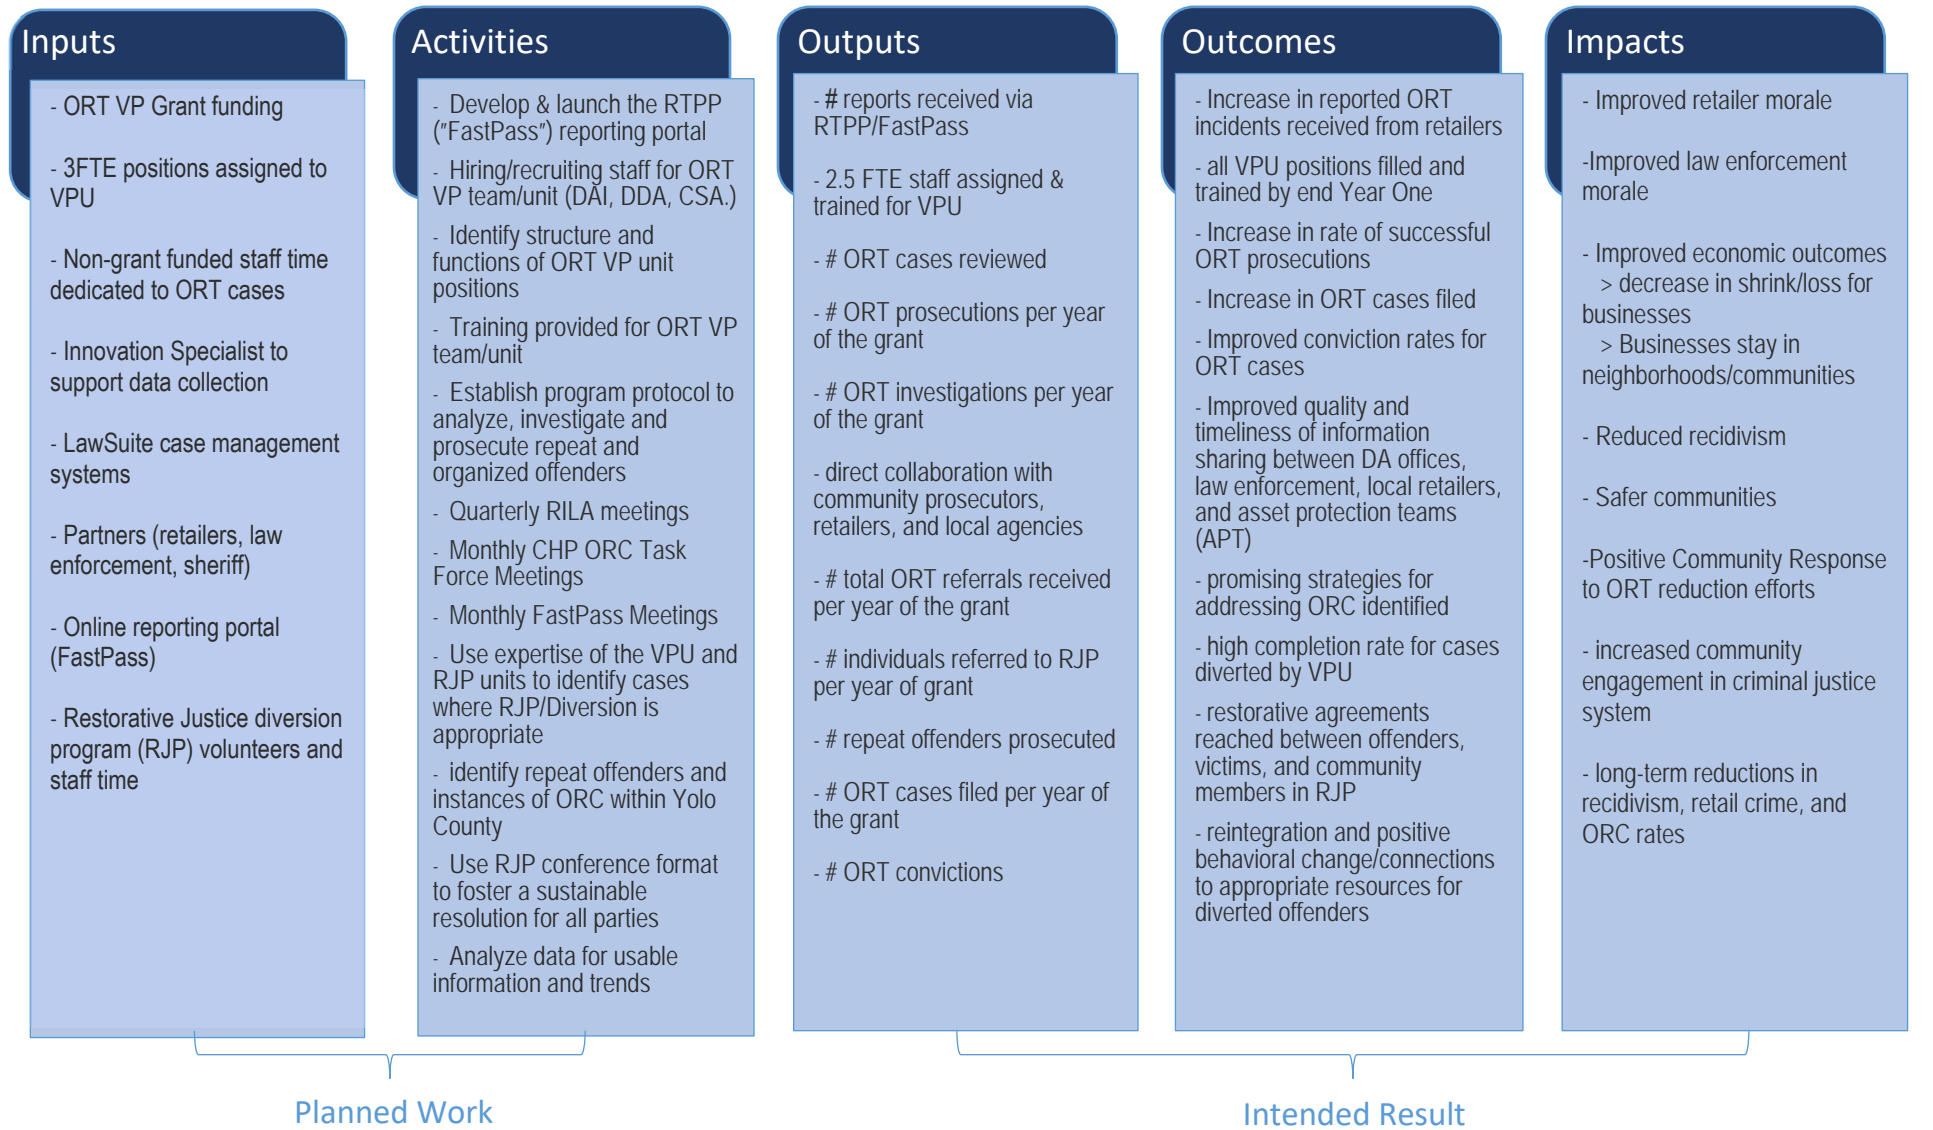 Inputs
- ORT VP Grant funding
- 3FTE positions assigned to
VPU
- Non-grant funded staff time
dedicated to ORT cases
- Innovation Specialist to
support data collection
- LawSuite case management
systems
- Partners (retailers, law
enforcement, sheriff)
- Online reporting portal
(FastPass)
- Restorative Justice diversion
program (RJP) volunteers and
staff time
Activities
- Develop & launch the RTPP
("FastPass") reporting portal
- Hiring/recruiting staff for ORT
VP team/unit (DAI, DDA, CSA.)
- Identify structure and
functions of ORT VP unit
positions
- Training provided for ORT VP
team/unit
- Establish program protocol to
analyze, investigate and
prosecute repeat and
organized offenders
- Quarterly RILA meetings
- Monthly CHP ORC Task
Force Meetings
- Monthly FastPass Meetings
- Use expertise of the VPU and
RJP units to identify cases
where RJP/Diversion is
appropriate
- identify repeat offenders and
instances of ORC within Yolo
County
- Use RJP conference format
to foster a sustainable
resolution for all parties
- Analyze data for usable
information and trends
Outputs
- # reports received via
RTPP/FastPass
- 2.5 FTE staff assigned &
trained for VPU
- # ORT cases reviewed
- # ORT prosecutions per year
of the grant
- # ORT investigations per year
of the grant
- direct collaboration with
community prosecutors,
retailers, and local agencies
- # total ORT referrals received
per year of the grant
- # individuals referred to RJP
per year of grant
- # repeat offenders prosecuted
- # ORT cases filed per year of
the grant
- # ORT convictions
Outcomes
- Increase in reported ORT
incidents received from retailers
- all VPU positions filled and
trained by end Year One
- Increase in rate of successful
ORT prosecutions
- Increase in ORT cases filed
- Improved conviction rates for
ORT cases
- Improved quality and
timeliness of information
sharing between DA offices,
law enforcement, local retailers,
and asset protection teams
(APT)
- promising strategies for
addressing ORC identified
- high completion rate for cases
diverted by VPU
- restorative agreements
reached between offenders,
victims, and community
members in RJP
- reintegration and positive
behavioral change/connections
to appropriate resources for
diverted offenders
Impacts
- Improved retailer morale
-Improved law enforcement
morale
- Improved economic outcomes
> decrease in shrink/loss for
businesses
> Businesses stay in
neighborhoods/communities
- Reduced recidivism
- Safer communities
-Positive Community Response
to ORT reduction efforts
- increased community
engagement in criminal justice
system
- long-term reductions in
recidivism, retail crime, and
ORC rates
Planned Work
Intended Result